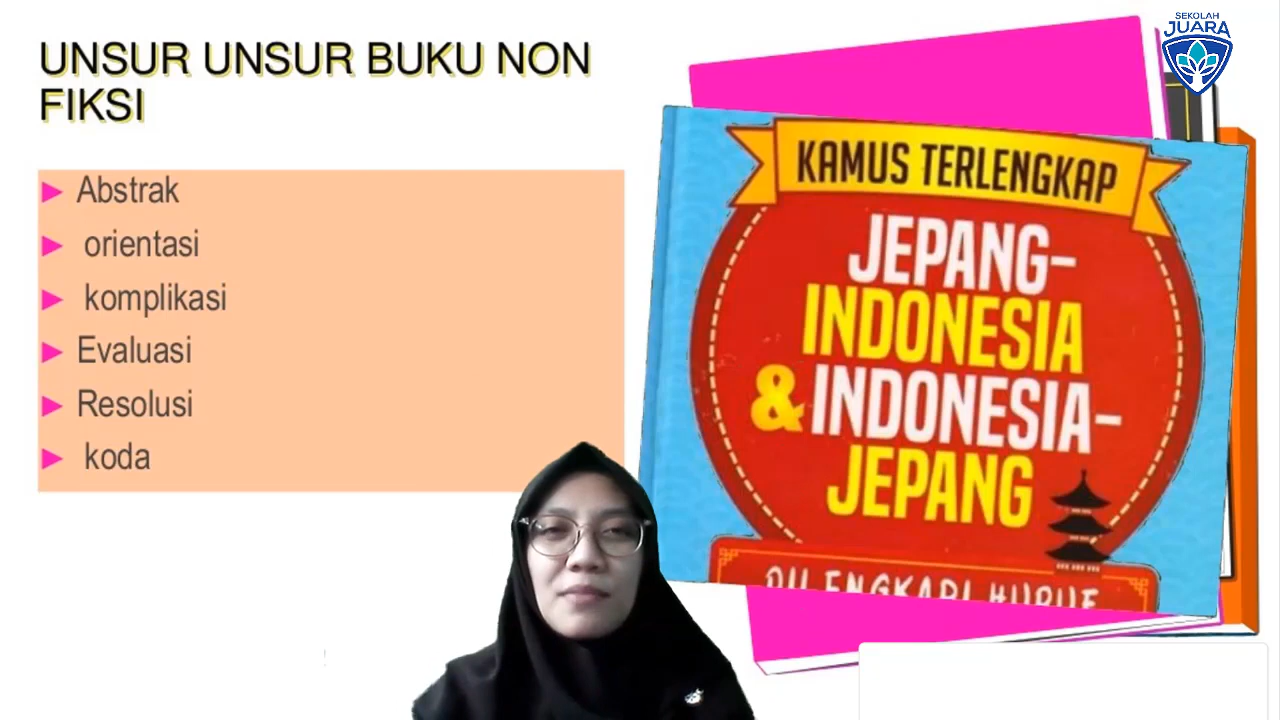 UNSUR UNSUR BUKU NON
FIKSI
Abstrak
orientasi
komplikasi
Evaluasi
Resolusi
koda
SEKOLAH
JUARA
KAMUS TERLENGKAP
JEPANG-
INDONESIA
& INDONESIA-
JEPANG